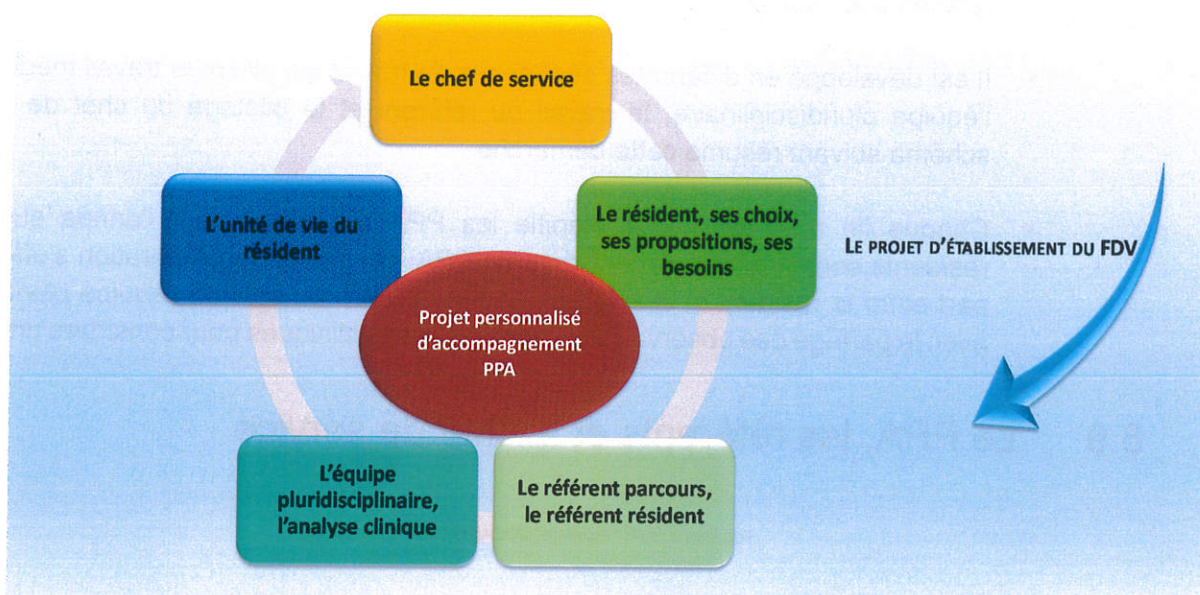 Le chef de service
L'unité de vie du
résident
Le résident, ses choix,
ses propositions, ses
besoins
LE PROJET D'ÉTABLISSEMENT DU FDV
Projet personnalisé
d'accompagnement
PPA
L'équipe
pluridisciplinaire,
l'analyse clinique
Le référent parcours,
le référent résident